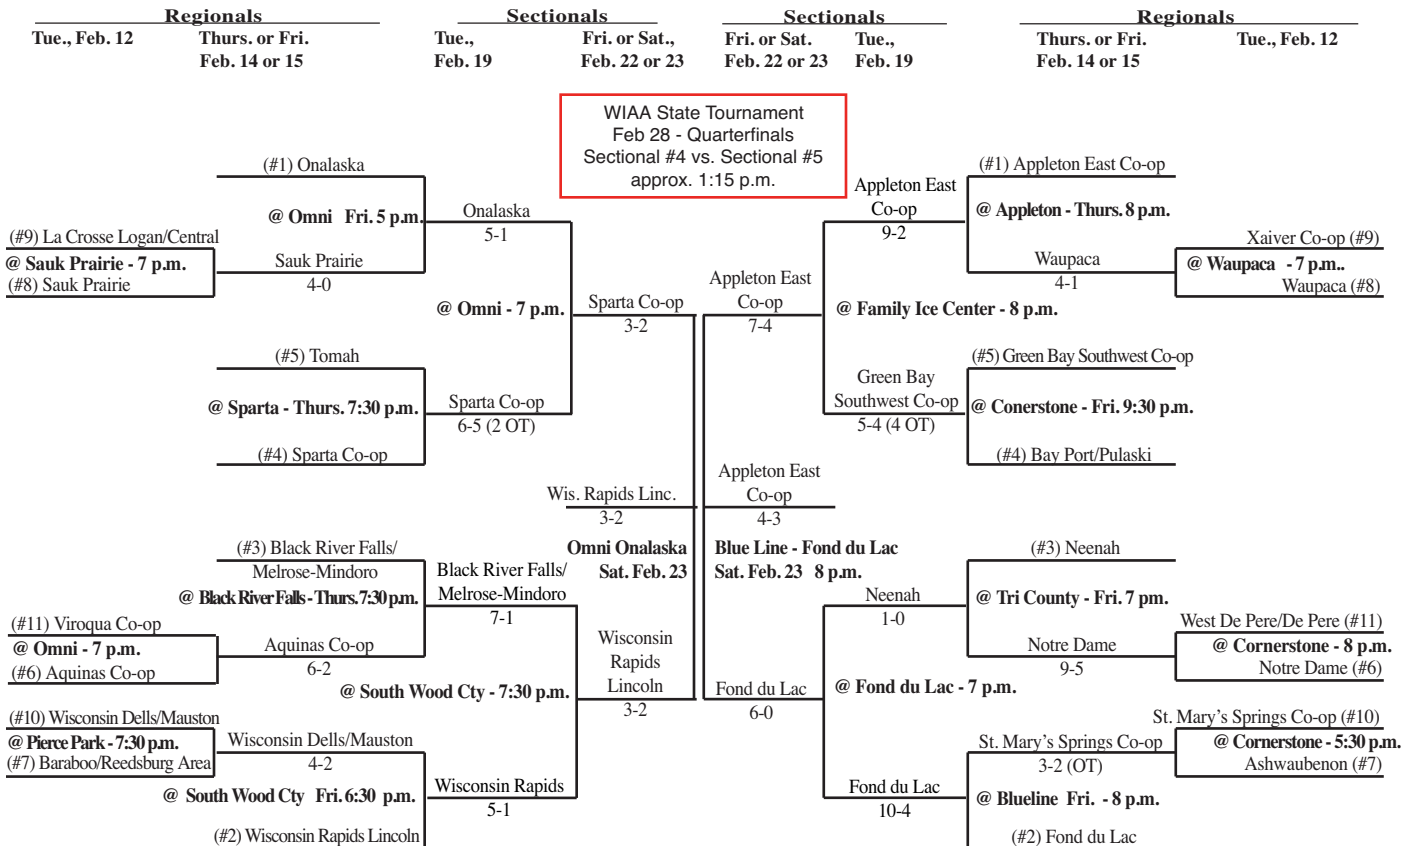 Regionals
Sectionals
Sectionals
Regionals
Tue., Feb. 12
Thurs. or Fri.
Feb. 14 or 15
Tue.,
Feb. 19
Fri. or Sat.,
Feb. 22 or 23
Fri. or Sat.
Feb. 22 or 23
Tue.,
Feb. 19
Thurs. or Fri.
Feb. 14 or 15
Tue., Feb. 12
WIAA State Tournament
Feb 28 - Quarterfinals
Sectional #4 vs. Sectional #5
approx. 1:15 p.m.
(#1) Onalaska
@ Omni Fri. 5 p.m.
(#9) La Crosse Logan/Central
@ Sauk Prairie - 7 p.m.
(#8) Sauk Prairie
Sauk Prairie
4-0
Onalaska
5-1
@ Omni - 7 p.m.
Sparta Co-op
3-2
(#5) Tomah
@ Sparta - Thurs. 7:30 p.m.
(#4) Sparta Co-op
Sparta Co-op
6-5 (2 OT)
Wis. Rapids Linc.
3-2
Omni Onalaska
Sat. Feb. 23
(#3) Black River Falls/
Melrose-Mindoro
@ Black River Falls - Thurs. 7:30 p.m.
(#11) Viroqua Co-op
@ Omni - 7 p.m.
(#6) Aquinas Co-op
Aquinas Co-op
6-2
Black River Falls/
Melrose-Mindoro
7-1
@ South Wood Cty - 7:30 p.m.
Wisconsin
Rapids
Lincoln
3-2
(#10) Wisconsin Dells/Mauston
@ Pierce Park - 7:30 p.m.
(#7) Baraboo/Reedsburg Area
Wisconsin Dells/Mauston
4-2
@ South Wood Cty Fri. 6:30 p.m.
(#2) Wisconsin Rapids Lincoln
Wisconsin Rapids
5-1
(#1) Appleton East Co-op
@ Appleton - Thurs. 8 p.m.
Appleton East
Co-op
9-2
Xaiver Co-op (#9)
@ Waupaca - 7 p.m..
Waupaca (#8)
Waupaca
4-1
Appleton East
Co-op
7-4
@ Family Ice Center - 8 p.m.
(#5) Green Bay Southwest Co-op
@ Conerstone - Fri. 9:30 p.m.
(#4) Bay Port/Pulaski
Green Bay
Southwest Co-op
5-4 (4 OT)
Appleton East
Co-op
4-3
Blue Line - Fond du Lac
Sat. Feb. 23 8 p.m.
(#3) Neenah
@ Tri County - Fri. 7 pm.
Neenah
1-0
West De Pere/De Pere (#11)
@ Cornerstone - 8 p.m.
Notre Dame (#6)
Notre Dame
9-5
Fond du Lac
6-0
@ Fond du Lac - 7 p.m.
St. Mary's Springs Co-op (#10)
@ Cornerstone - 5:30 p.m.
Ashwaubenon (#7)
St. Mary's Springs Co-op
3-2 (OT)
@ Blueline Fri. - 8 p.m.
Fond du Lac
10-4
(#2) Fond du Lac